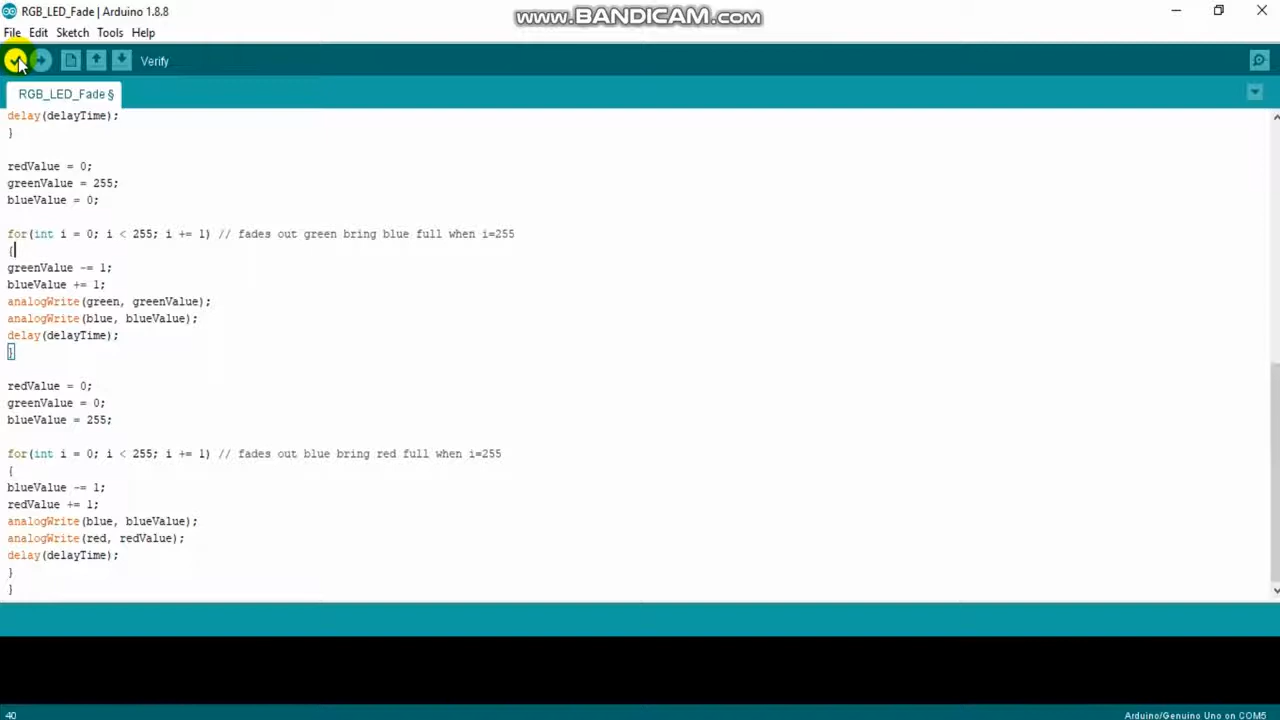 RGB_LED_Fade | Arduino 1.8.8
www.BANDICAM.com
File Edit Sketch Tools Help
Verify
RGB_LED_Fade §
delay(delayTime);
}
redValue = 0;
greenValue = 255;
blueValue = 0;
for(int i = 0; i < 255; i += 1) // fades out green bring blue full when i=255
{
greenValue -= 1;
blueValue += 1;
analogWrite(green, greenValue);
analogWrite(blue, blueValue);
delay(delayTime);
}
redValue = 0;
greenValue = 0;
blueValue = 255;
for(int i = 0; i < 255; i += 1) // fades out blue bring red full when i=255
{
blueValue -= 1;
redValue += 1;
analogWrite(blue, blueValue);
analogWrite(red, redValue);
delay(delayTime);
}
}
40
Arduino/Genuino Uno on COM5